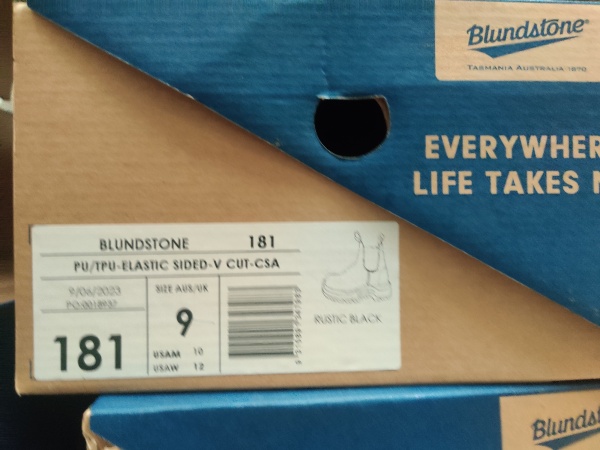 Blundstone
TASMANIA AUSTRALIA 1870
EVERYWHER
LIFE TAKES
BLUNDSTONE 181
PU/TPU-ELASTIC SIDED-V CUT-CSA
9/06/2023
SIZE AUS/UK
9
181
USAM 10
USAW 12
RUSTIC BLACK
Blundst